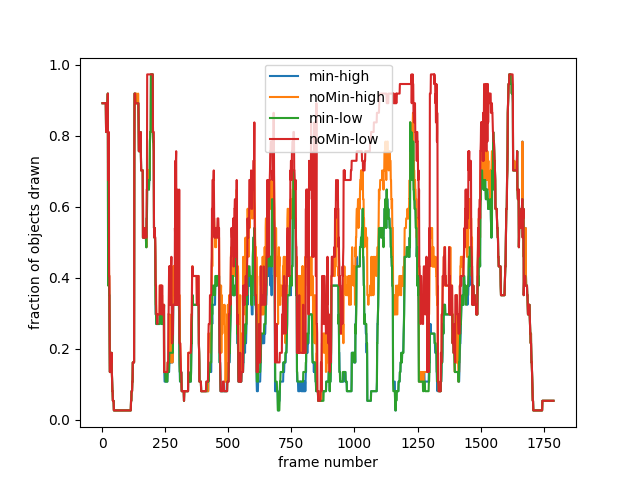 1.0
0.8
0.6
0.4
0.2
0.0
fraction of objects drawn
min-high
noMin-high
min-low
noMin-low
0 250 500 750 1000 1250 1500 1750
frame number